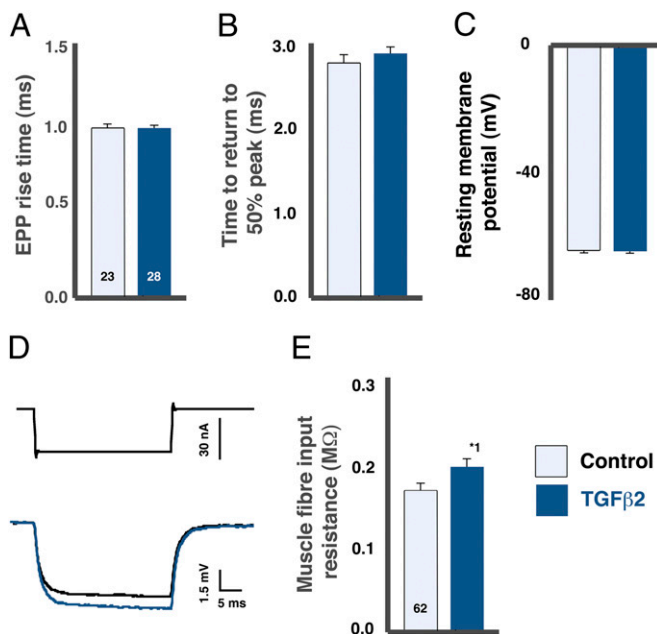 A
EPP rise time (ms)
1.5
1.0
0.5
0.0
23
28
B
Time to return to
50% peak (ms)
3.0
2.0
1.0
0.0
C
Resting membrane
potential (mV)
0
-40
-80
D
30 nA
1.5 mV
5 ms
E
Muscle fibre input
resistance (MΩ)
0.3
0.2
0.1
0.0
*1
62
Control
TGFβ2